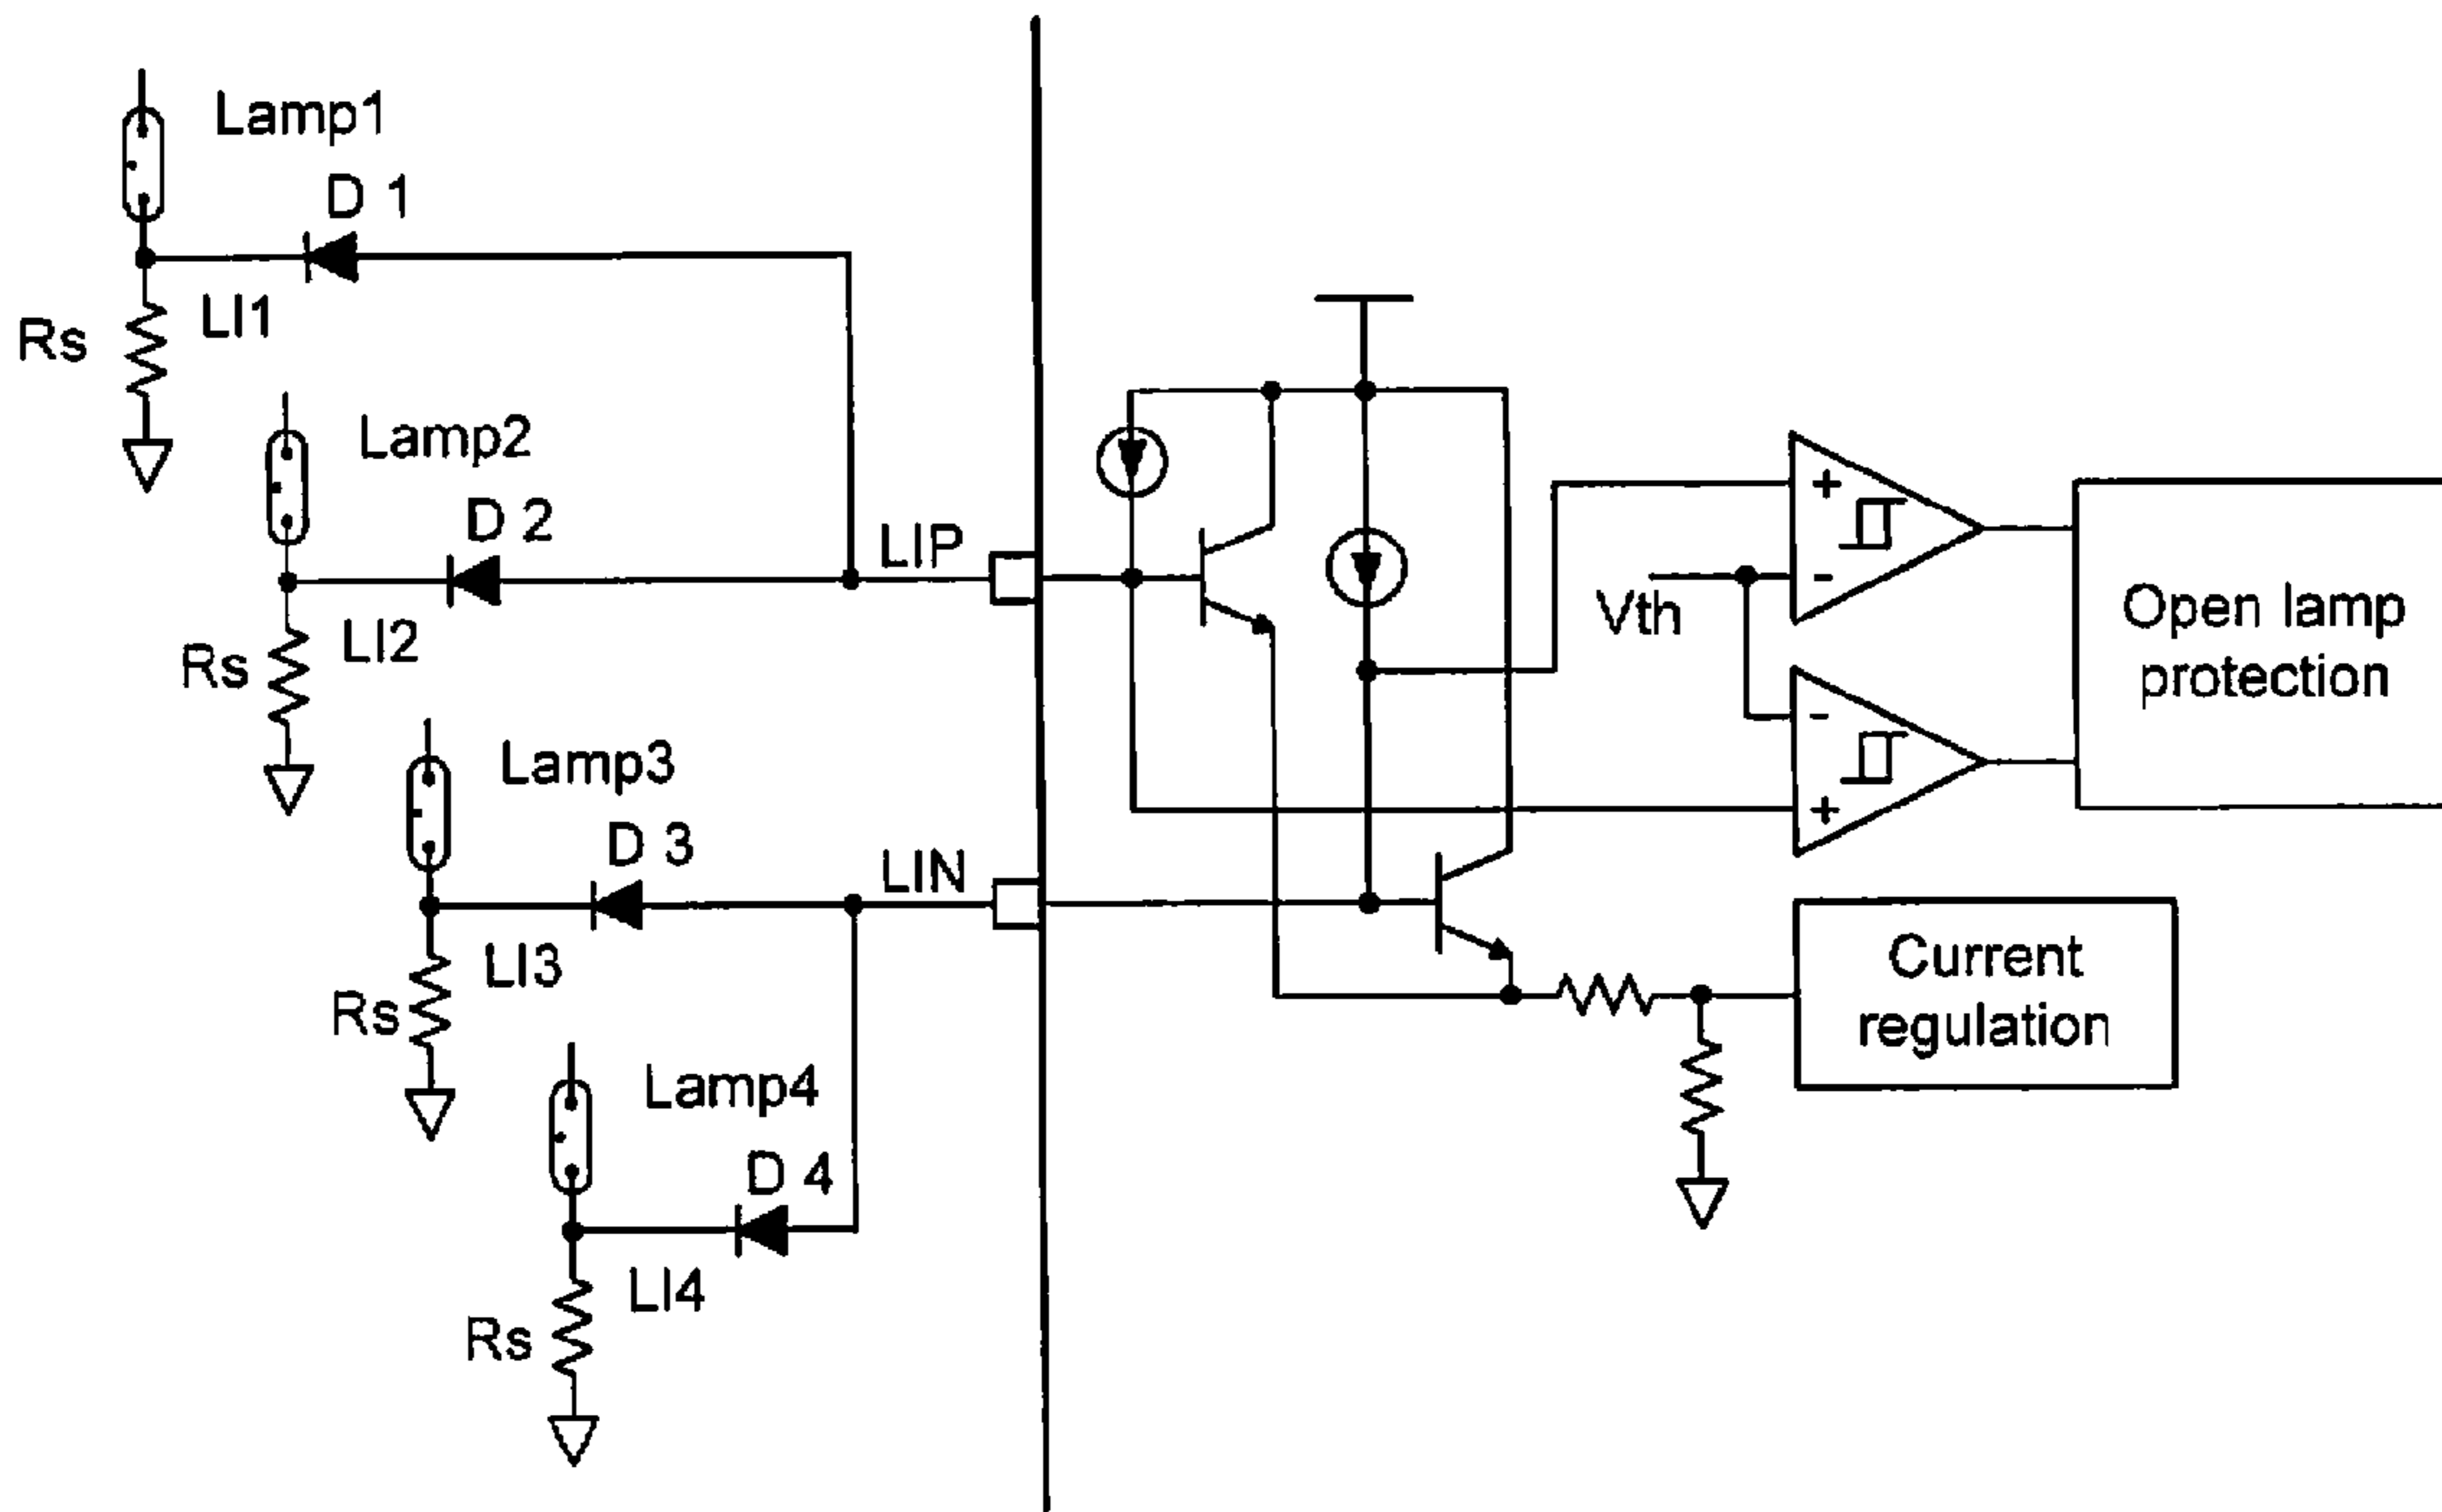 Lamp1
D 1
LI1
Rs
Lamp2
D 2
LIP
LI2
Rs
Vth
+
-
-
+
Open lamp
protection
Lamp3
D 3
LIN
LI3
Rs
Current
regulation
Lamp4
D 4
LI4
Rs